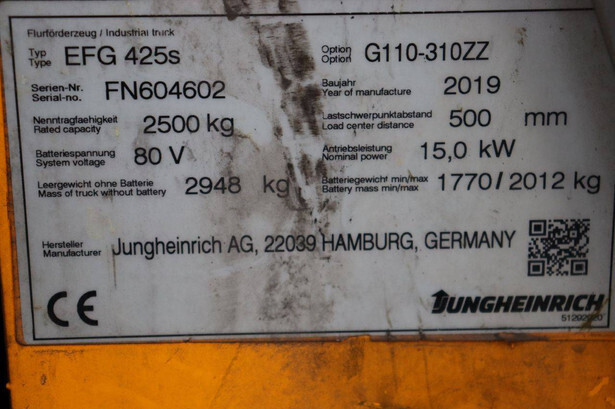 Flurförderzeug / Industrial truck
Typ
Type EFG 425s
Option
Option G110-310ZZ
Serien-Nr.
Serial-no. FN604602
Baujahr
Year of manufacture 2019
Nenntragfaehigkeit
Rated capacity 2500 kg
Lastschwerpunktabstand
Load center distance 500 mm
Batteriespannung
System voltage 80 V
Antriebsleistung
Nominal power 15,0 kW
Leergewicht ohne Batterie
Mass of truck without battery 2948 kg
Batteriegewicht min/max
Battery mass min/max 1770 / 2012 kg
Hersteller
Manufacturer Jungheinrich AG, 22039 HAMBURG, GERMANY
CE
JUNGHEINRICH